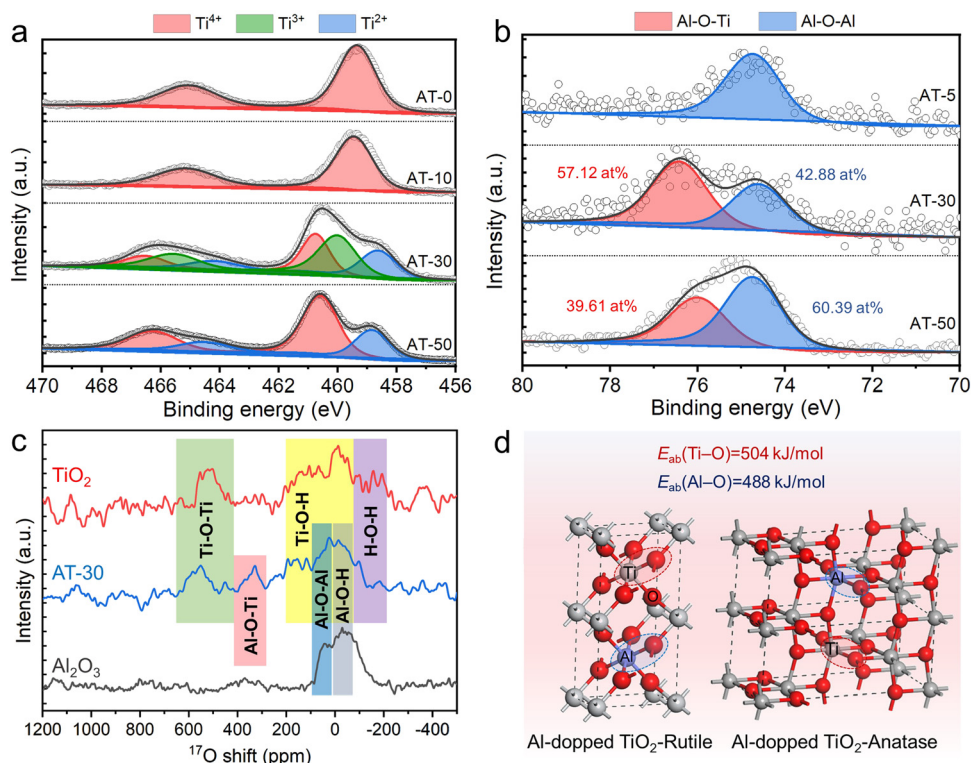 a
Ti4+
Ti3+
Ti2+
AT-0
AT-10
AT-30
AT-50
Intensity (a.u.)
470
468
466
464
462
460
458
456
Binding energy (eV)
b
Al-O-Ti
Al-O-Al
AT-5
57.12 at%
42.88 at%
AT-30
39.61 at%
60.39 at%
AT-50
Intensity (a.u.)
80
78
76
74
72
70
Binding energy (eV)
c
TiO2
AT-30
Al2O3
Ti-O-Ti
Al-O-Ti
Ti-O-H
Al-O-Al
Al-O-H
H-O-H
Intensity (a.u.)
1200 1000 800 600 400 200 0 -200 -400
17O shift (ppm)
d
Eab(Ti–O)=504 kJ/mol
Eab(Al–O)=488 kJ/mol
Ti
O
Al
Al
Ti
Al-dopped TiO2-Rutile
Al-dopped TiO2-Anatase